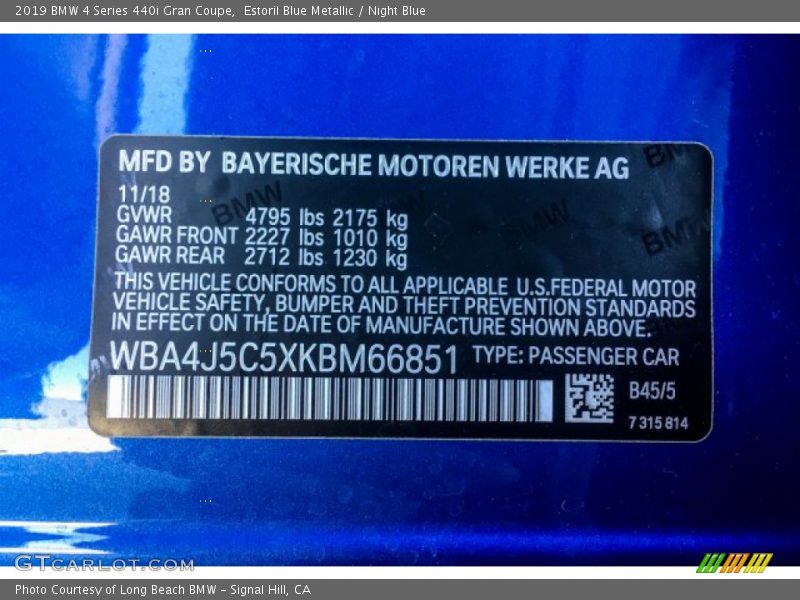 2019 BMW 4 Series 440i Gran Coupe,  Estoril Blue Metallic / Night Blue
MFD BY BAYERISCHE MOTOREN WERKE AG
11/18
GVWR 4795 lbs 2175 kg
GAWR FRONT 2227 lbs 1010 kg
GAWR REAR 2712 lbs 1230 kg
THIS VEHICLE CONFORMS TO ALL APPLICABLE U.S.FEDERAL MOTOR
VEHICLE SAFETY, BUMPER AND THEFT PREVENTION STANDARDS
IN EFFECT ON THE DATE OF MANUFACTURE SHOWN ABOVE.
WBA4J5C5XKBM66851 TYPE: PASSENGER CAR
B45/5
7 315 814
GTcarlot.com
Photo Courtesy of Long Beach BMW - Signal Hill, CA